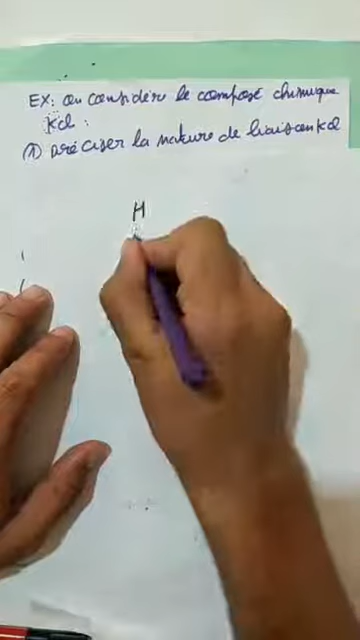 EX: on considère le composé chimique
Kcl :
① préciser la nature de liaison Kcl
H